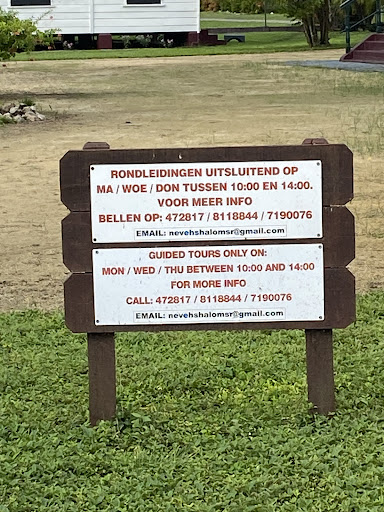 RONDLEIDINGEN UITSLUITEND OP
MA / WOE / DON TUSSEN 10:00 EN 14:00.
VOOR MEER INFO
BELLEN OP: 472817 / 8118844 / 7190076
EMAIL: nevehshalomsr@gmail.com
GUIDED TOURS ONLY ON:
MON / WED / THU BETWEEN 10:00 AND 14:00
FOR MORE INFO
CALL: 472817 / 8118844 / 7190076
EMAIL: nevehshalomsr@gmail.com